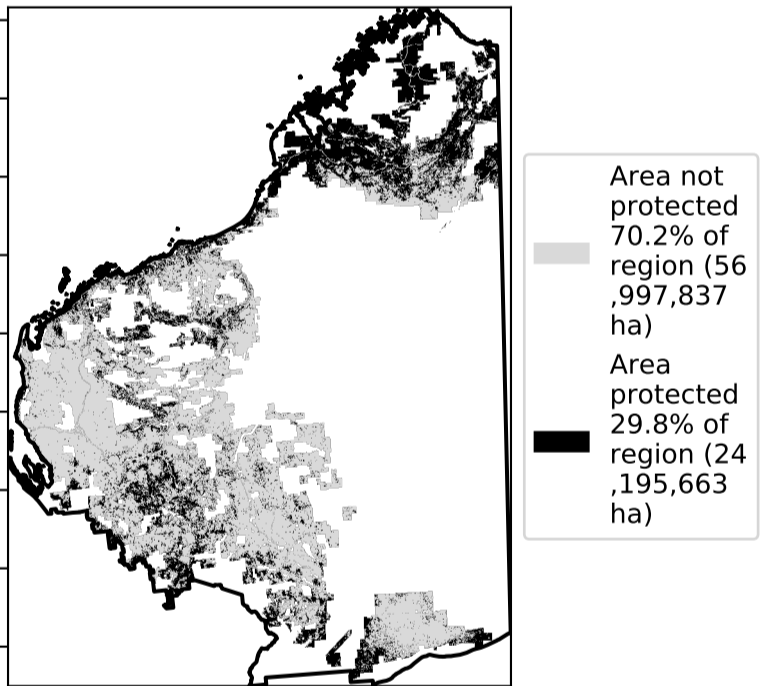 Area not
protected
70.2% of
region (56
,997,837
ha)
Area
protected
29.8% of
region (24
,195,663
ha)